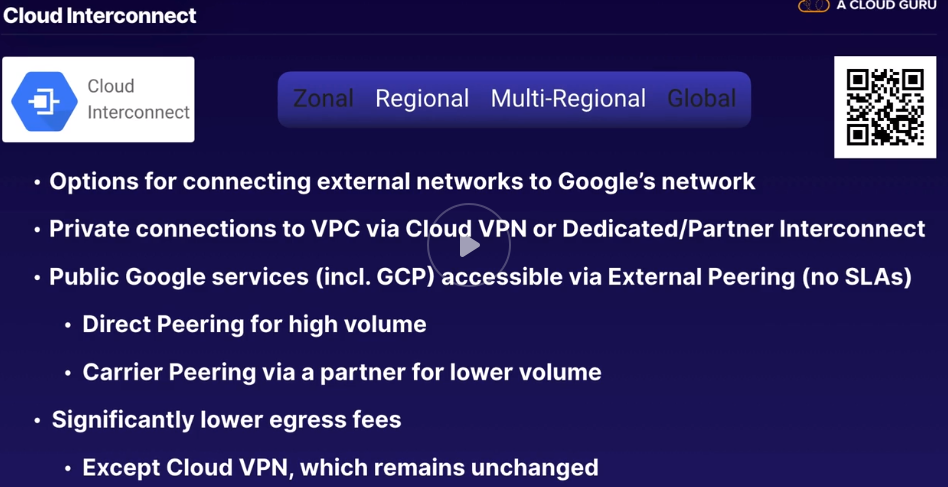 Cloud Interconnect
A CLOUD GURU
Cloud
Interconnect
Zonal Regional Multi-Regional Global
• Options for connecting external networks to Google’s network
• Private connections to VPC via Cloud VPN or Dedicated/Partner Interconnect
• Public Google services (incl. GCP) accessible via External Peering (no SLAs)
• Direct Peering for high volume
• Carrier Peering via a partner for lower volume
• Significantly lower egress fees
• Except Cloud VPN, which remains unchanged